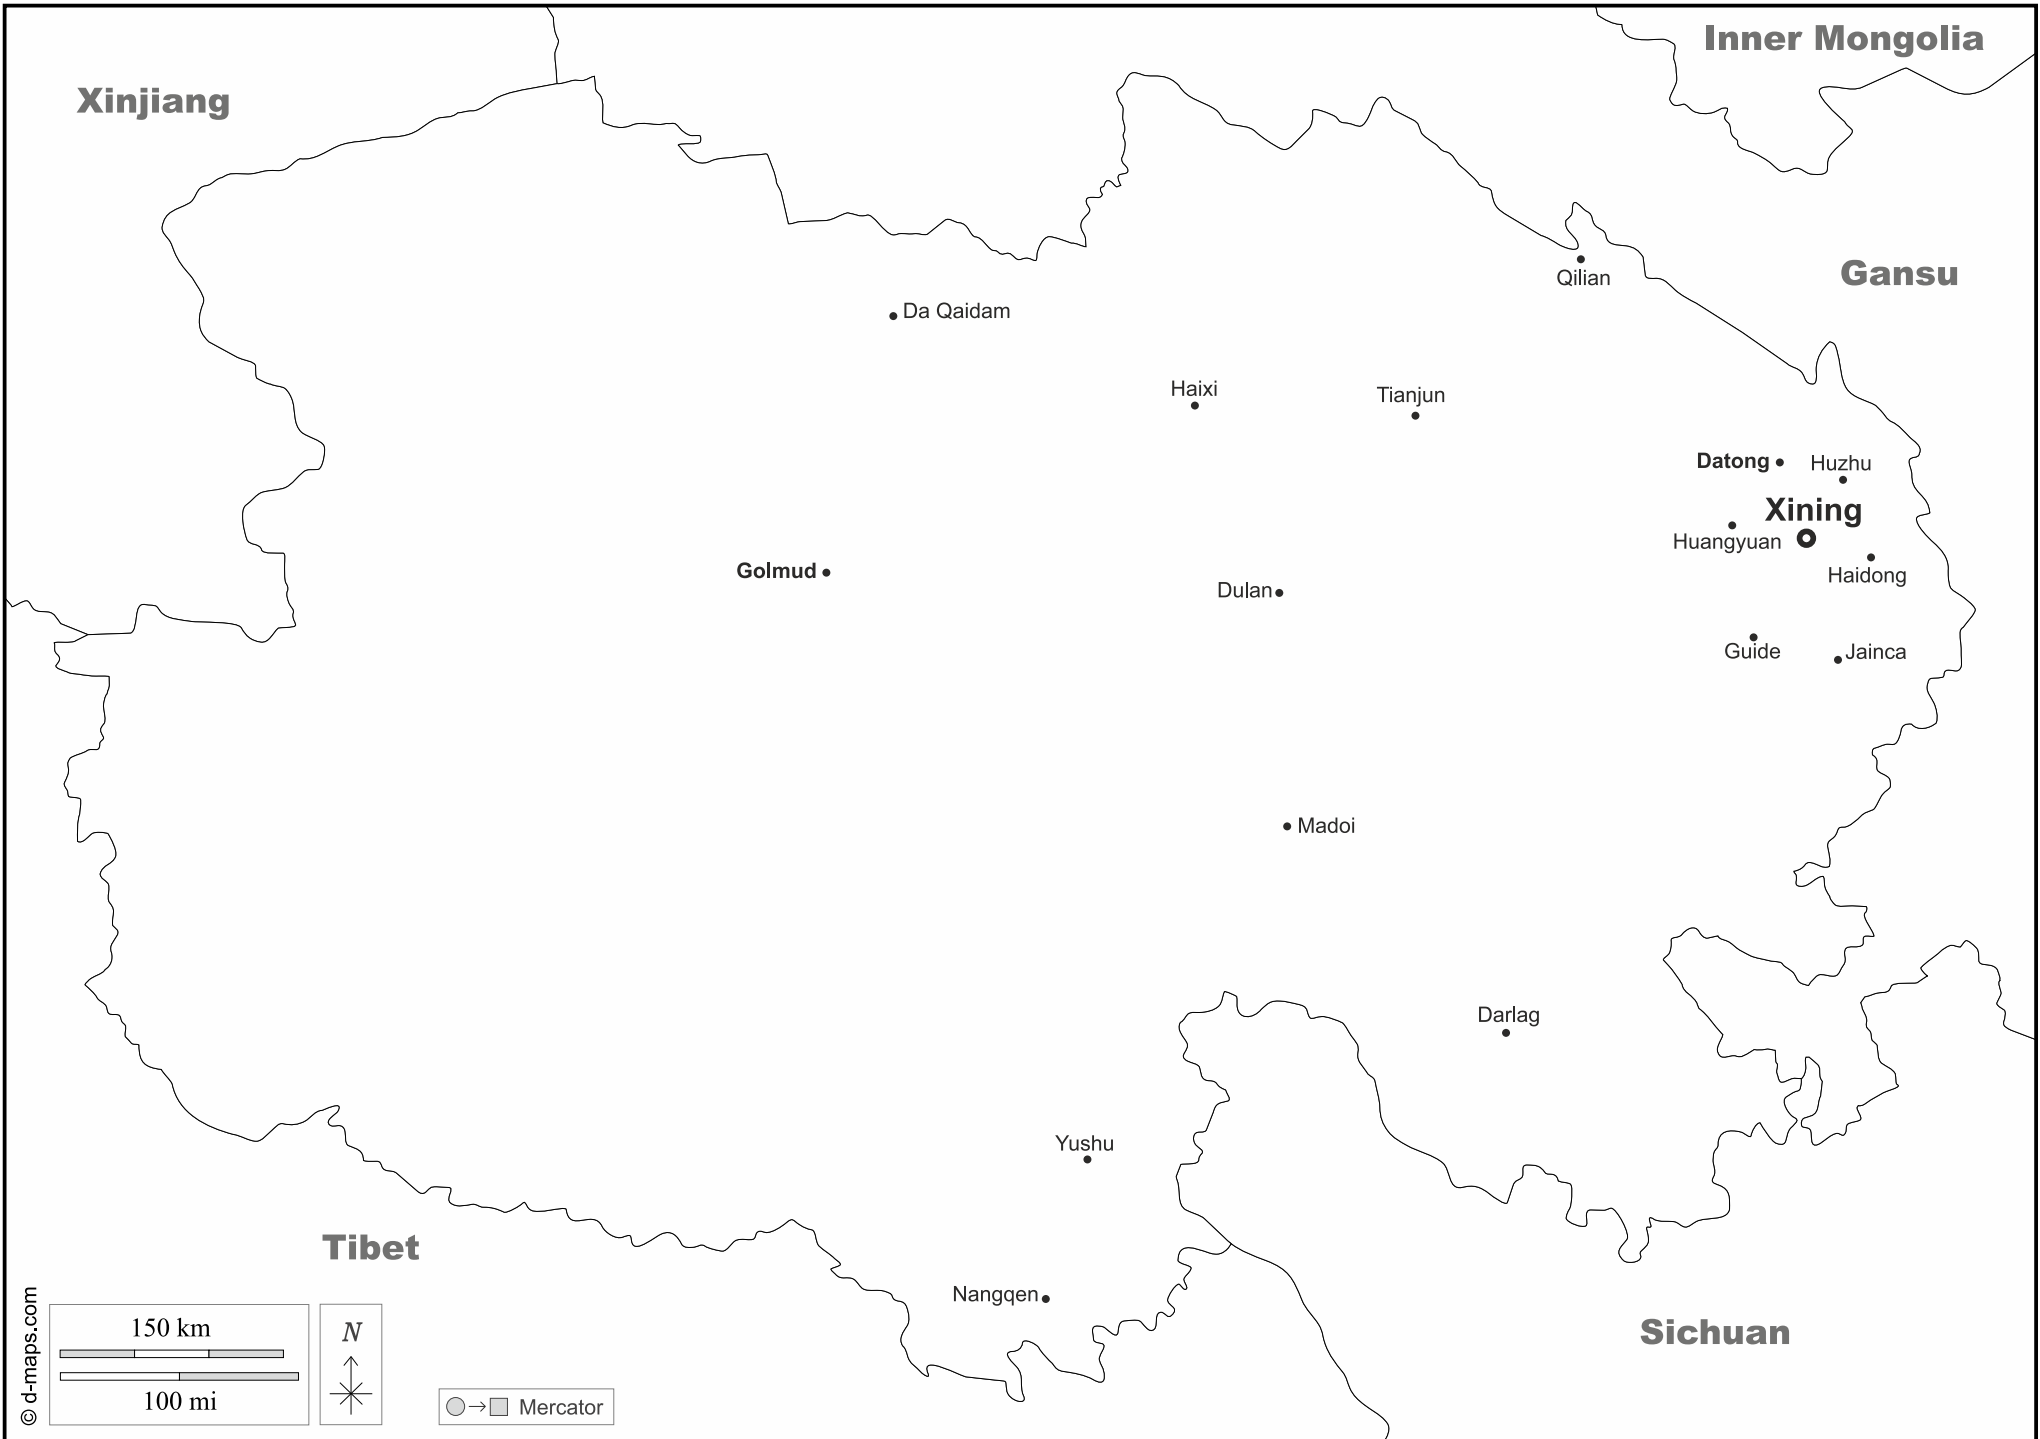 Inner Mongolia
Xinjiang
Gansu
Qilian
Da Qaidam
Haixi
Tianjun
Datong
Huzhu
Xining
Huangyuan
Golmud
Haidong
Dulan
Guide
Jainca
Madoi
Darlag
Yushu
Tibet
Nangqen
Sichuan
150 km
100 mi
N
Mercator
© d-maps.com